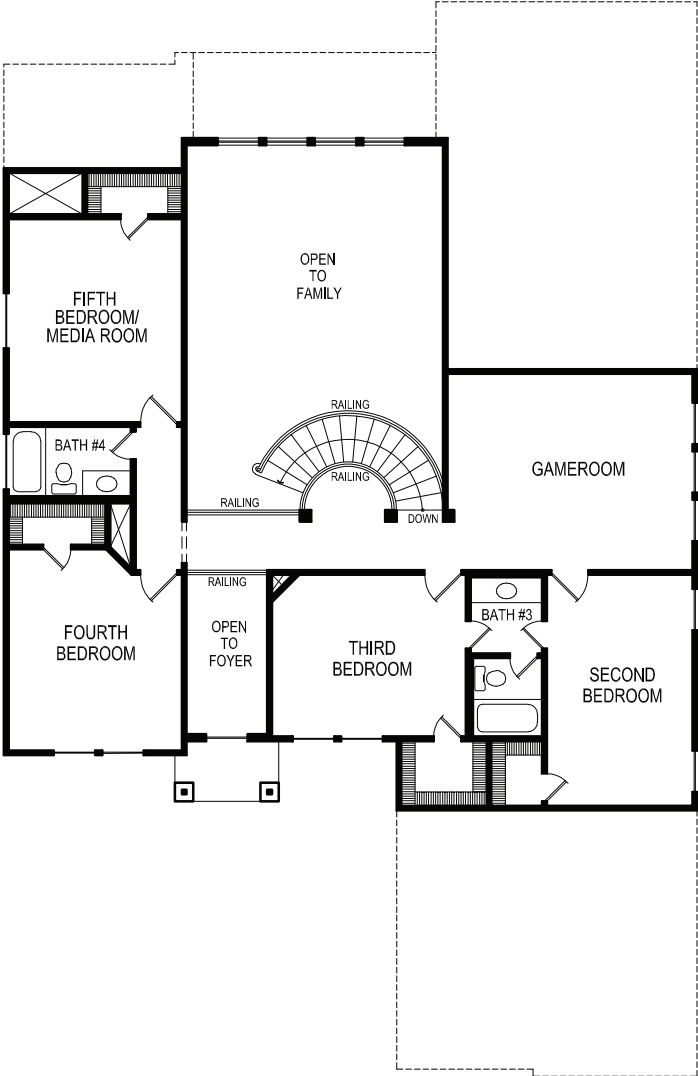 OPEN
TO
FAMILY
FIFTH
BEDROOM/
MEDIA ROOM
RAILING
BATH #4
RAILING
GAMEROOM
RAILING
DOWN
RAILING
OPEN
TO
FOYER
FOURTH
BEDROOM
THIRD
BEDROOM
BATH #3
SECOND
BEDROOM